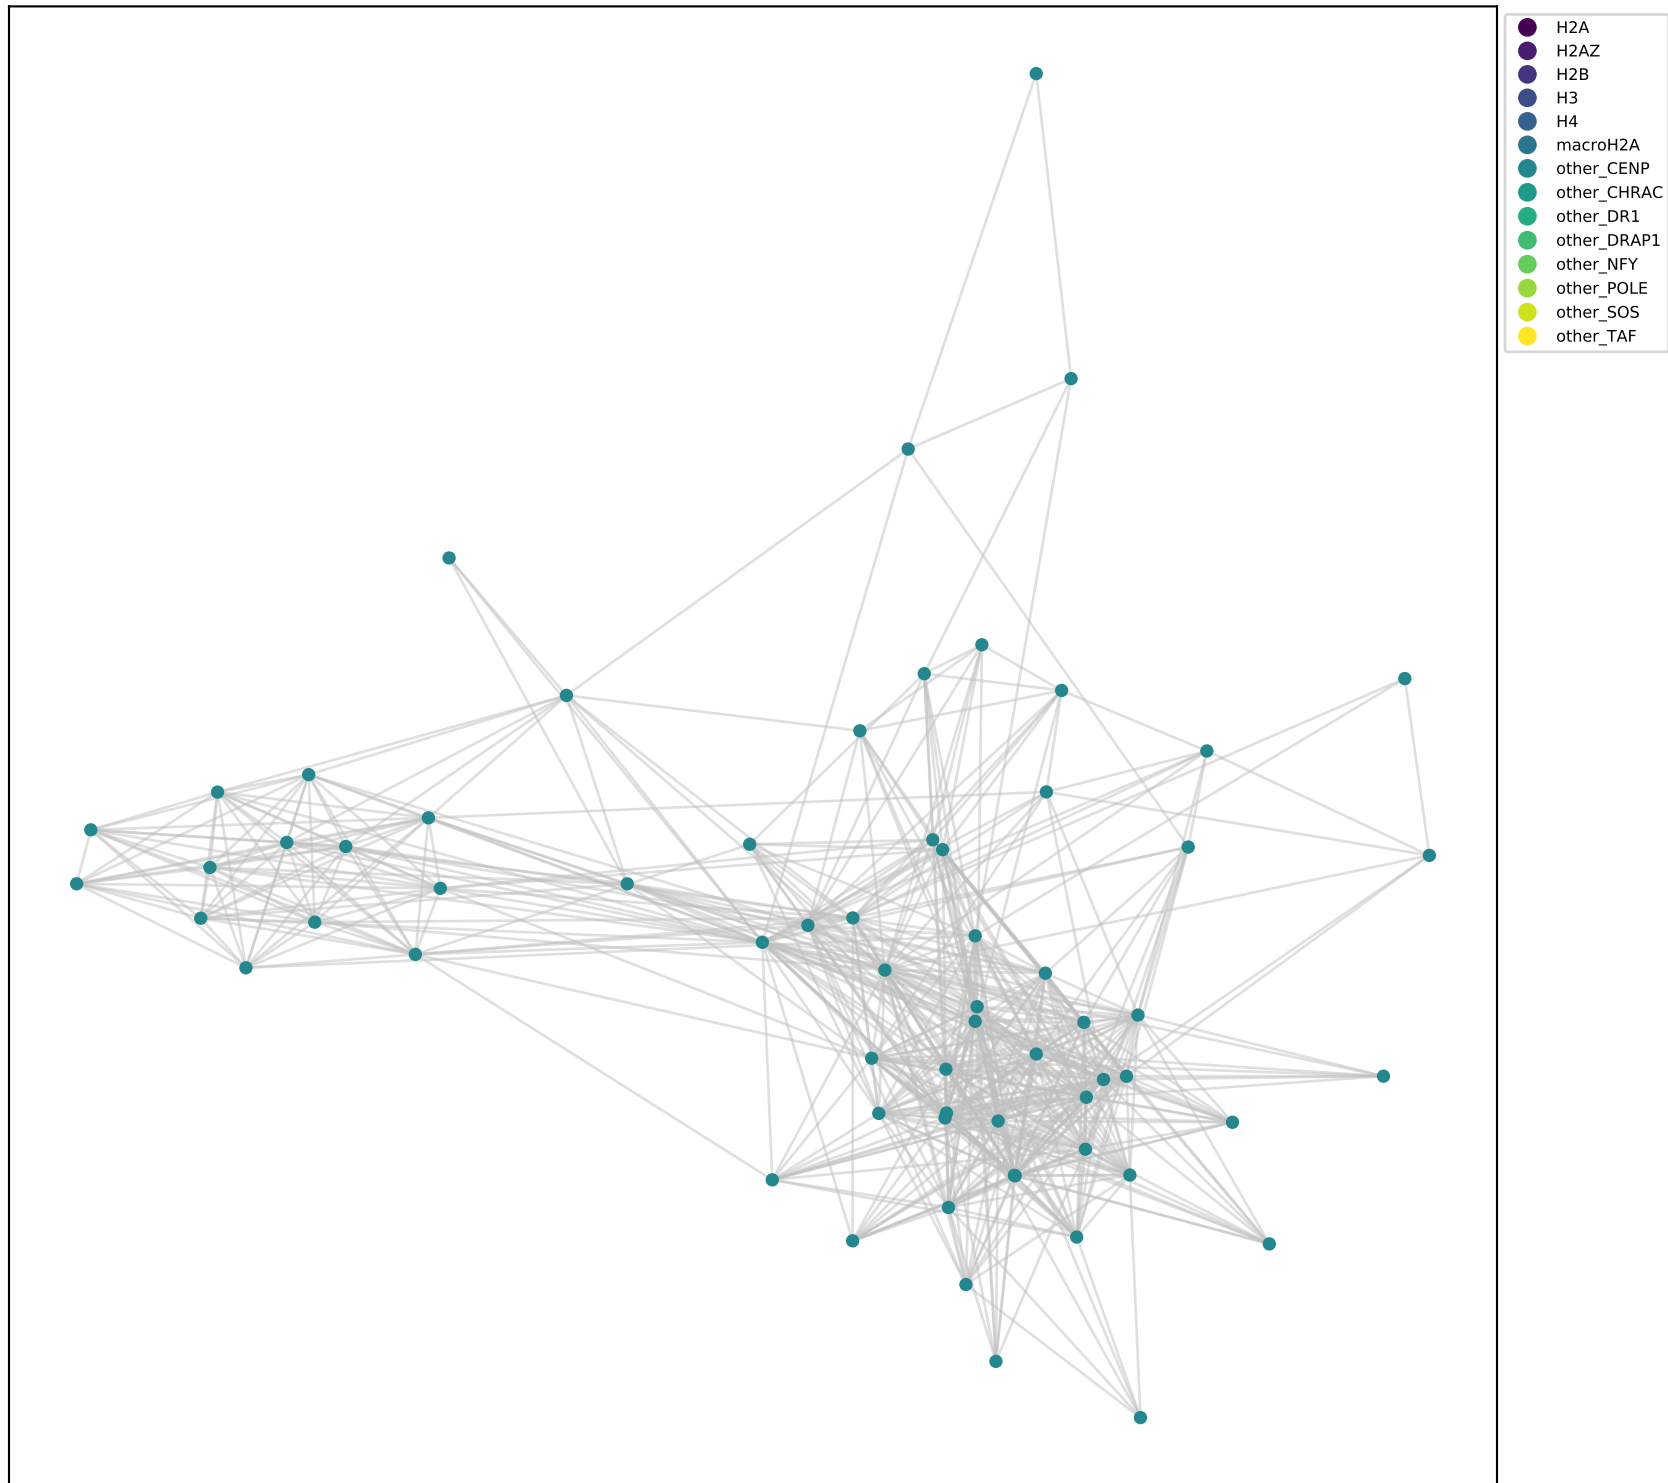 H2A
H2AZ
H2B
H3
H4
macroH2A
other_CENP
other_CHRAC
other_DR1
other_DRAP1
other_NFY
other_POLE
other_SOS
other_TAF